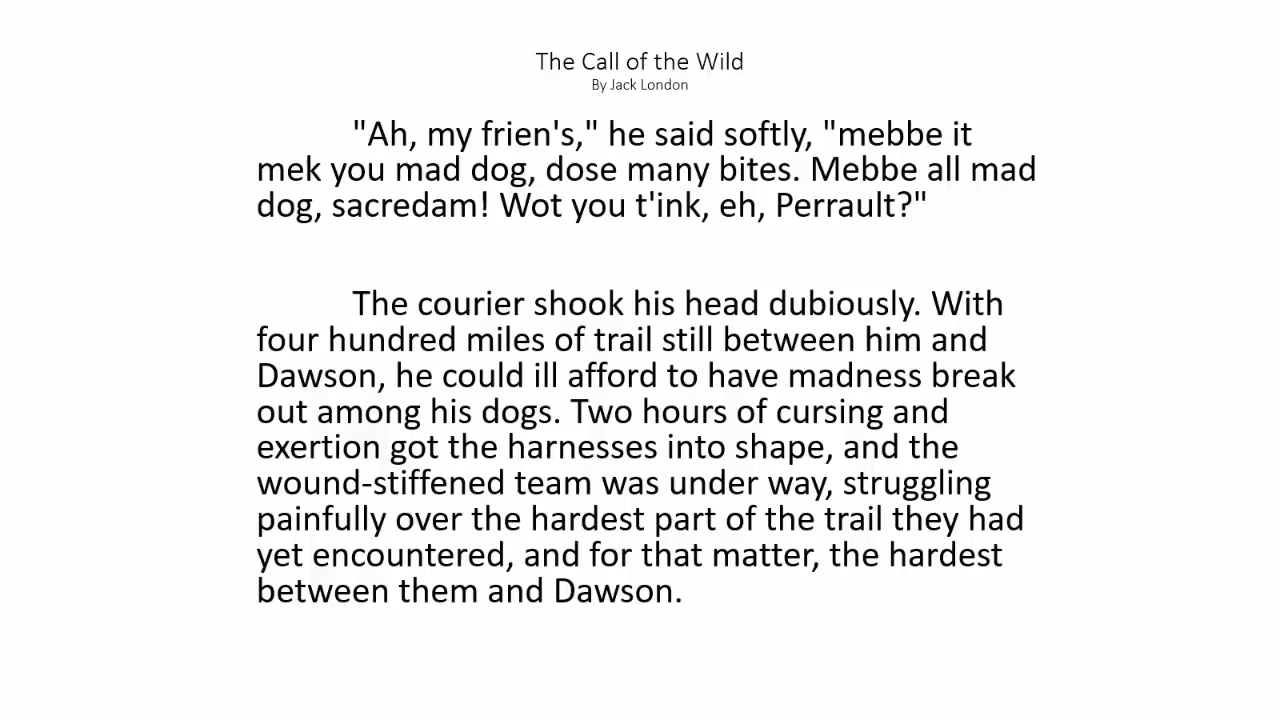 The Call of the Wild
By Jack London
"Ah, my frien's," he said softly, "mebbe it
mek you mad dog, dose many bites. Mebbe all mad
dog, sacredam! Wot you t'ink, eh, Perrault?"
The courier shook his head dubiously. With
four hundred miles of trail still between him and
Dawson, he could ill afford to have madness break
out among his dogs. Two hours of cursing and
exertion got the harnesses into shape, and the
wound-stiffened team was under way, struggling
painfully over the hardest part of the trail they had
yet encountered, and for that matter, the hardest
between them and Dawson.